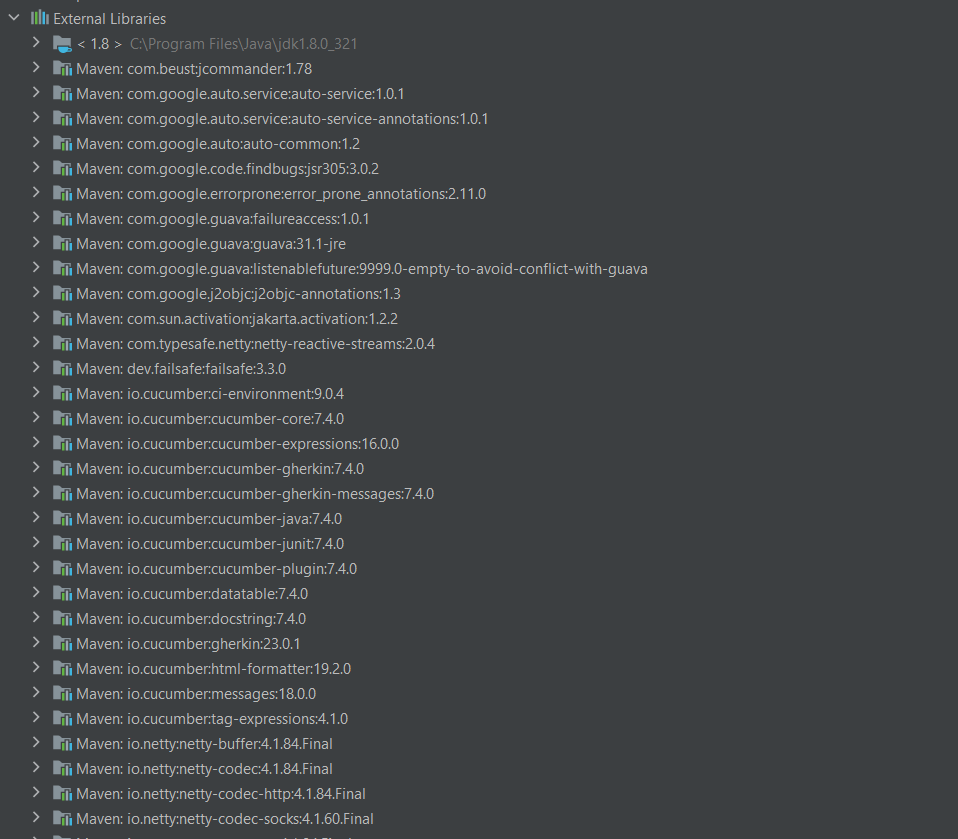 External Libraries
< 1.8 > C:\Program Files\Java\jdk1.8.0_321
Maven: com.beust:jcommander:1.78
Maven: com.google.auto.service:auto-service:1.0.1
Maven: com.google.auto.service:auto-service-annotations:1.0.1
Maven: com.google.auto:auto-common:1.2
Maven: com.google.code.findbugs:jsr305:3.0.2
Maven: com.google.errorprone:error_prone_annotations:2.11.0
Maven: com.google.guava:failureaccess:1.0.1
Maven: com.google.guava:guava:31.1-jre
Maven: com.google.guava:listenablefuture:9999.0-empty-to-avoid-conflict-with-guava
Maven: com.google.j2objc:j2objc-annotations:1.3
Maven: com.sun.activation:jakarta.activation:1.2.2
Maven: com.typesafe.netty:netty-reactive-streams:2.0.4
Maven: dev.failsafe:failsafe:3.3.0
Maven: io.cucumber:ci-environment:9.0.4
Maven: io.cucumber:cucumber-core:7.4.0
Maven: io.cucumber:cucumber-expressions:16.0.0
Maven: io.cucumber:cucumber-gherkin:7.4.0
Maven: io.cucumber:cucumber-gherkin-messages:7.4.0
Maven: io.cucumber:cucumber-java:7.4.0
Maven: io.cucumber:cucumber-junit:7.4.0
Maven: io.cucumber:cucumber-plugin:7.4.0
Maven: io.cucumber:datatable:7.4.0
Maven: io.cucumber:docstring:7.4.0
Maven: io.cucumber:gherkin:23.0.1
Maven: io.cucumber:html-formatter:19.2.0
Maven: io.cucumber:messages:18.0.0
Maven: io.cucumber:tag-expressions:4.1.0
Maven: io.netty:netty-buffer:4.1.84.Final
Maven: io.netty:netty-codec:4.1.84.Final
Maven: io.netty:netty-codec-http:4.1.84.Final
Maven: io.netty:netty-codec-socks:4.1.60.Final